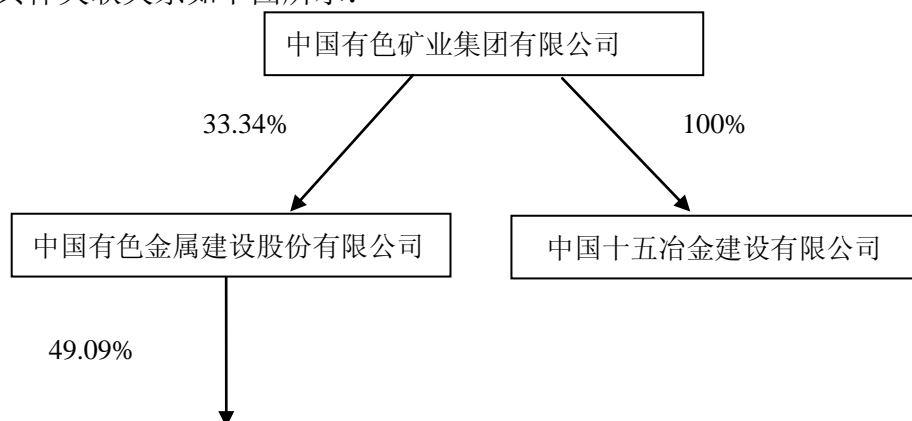 中国有色矿业集团有限公司
33.34%
100%
中国有色金属建设股份有限公司
中国十五冶金建设有限公司
49.09%